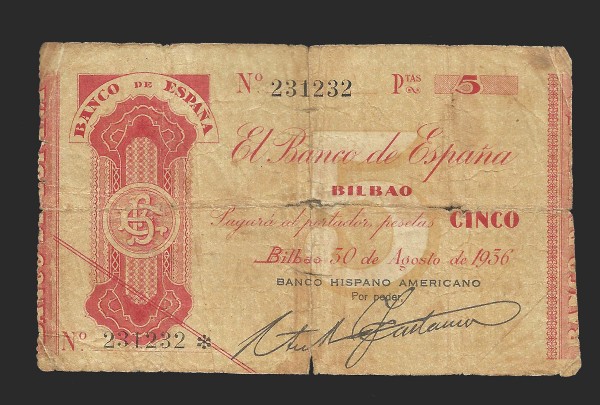 BANCO DE ESPAÑA
Nº 231232 PTAS 5
El Banco de España
BILBAO
Pagará al portador pesetas CINCO
Bilbao 30 de Agosto de 1936
BANCO HISPANO AMERICANO
Por poder,
Nº 231232 *